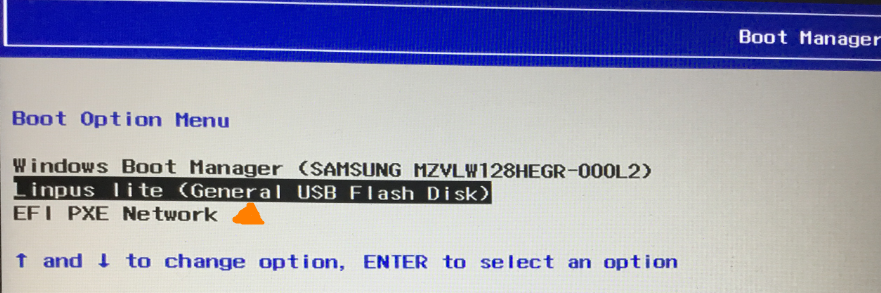 Boot Manager
Boot Option Menu
Windows Boot Manager (SAMSUNG MZVLW128HEGR-000L2)
Linpus lite (General USB Flash Disk)
EFI PXE Network
↑ and ↓ to change option, ENTER to select an option